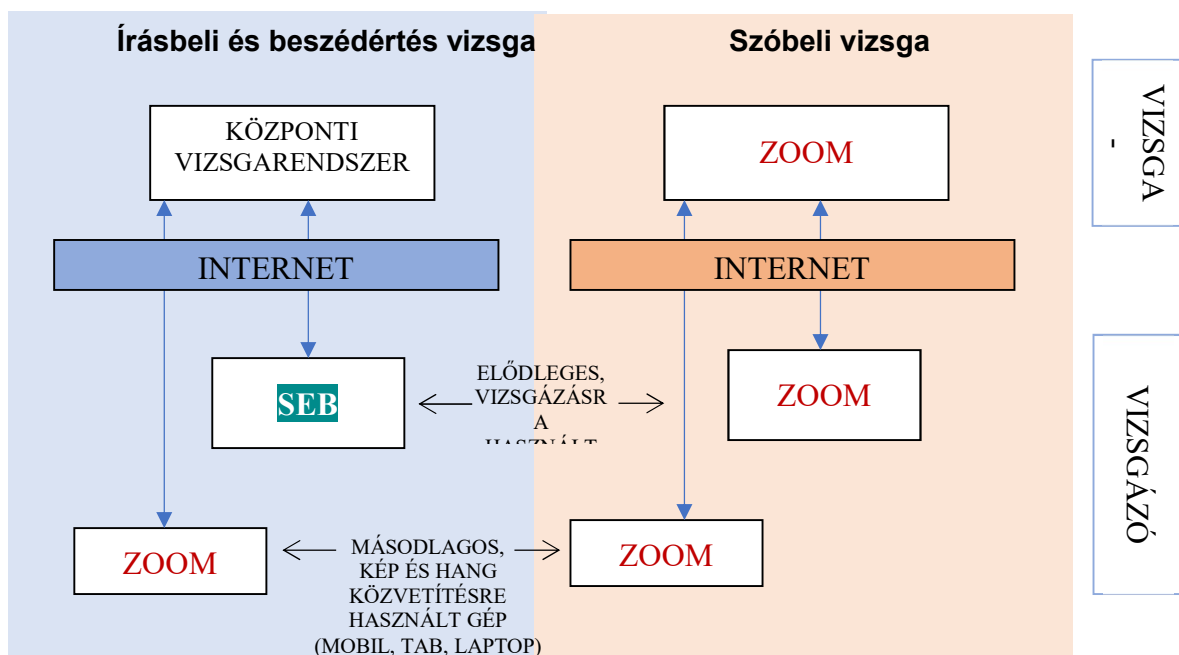 Írásbeli és beszédértés vizsga
Szóbeli vizsga
KÖZPONTI
VIZSGARENDSZER
ZOOM
VIZSGA
-
INTERNET
INTERNET
SEB
ELŐDLEGES,
VIZSGÁZÁSR
A
HASZNÁLT
ZOOM
VIZSGÁZÓ
ZOOM
MÁSODLAGOS,
KÉP ÉS HANG
KÖZVETÍTÉSRE
HASZNÁLT GÉP
(MOBIL, TAB, LAPTOP)
ZOOM